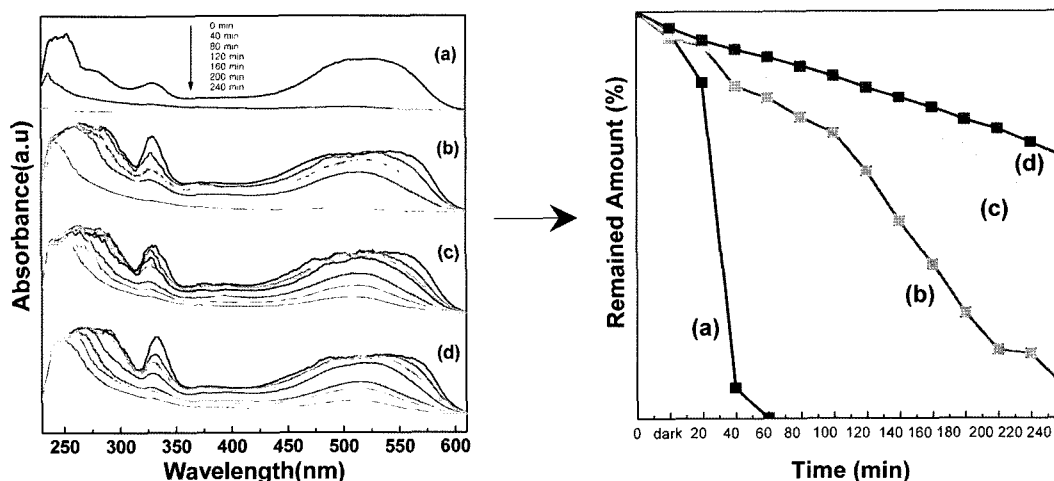 0 min
40 min
80 min
120 min
160 min
200 min
240 min
(a)
(b)
(c)
(d)
Absorbance(a.u)
250 300 350 400 450 500 550 600
Wavelength(nm)
Remained Amount (%)
(d)
(c)
(b)
(a)
0 dark 20 40 60 80 100 120 140 160 180 200 220 240
Time (min)